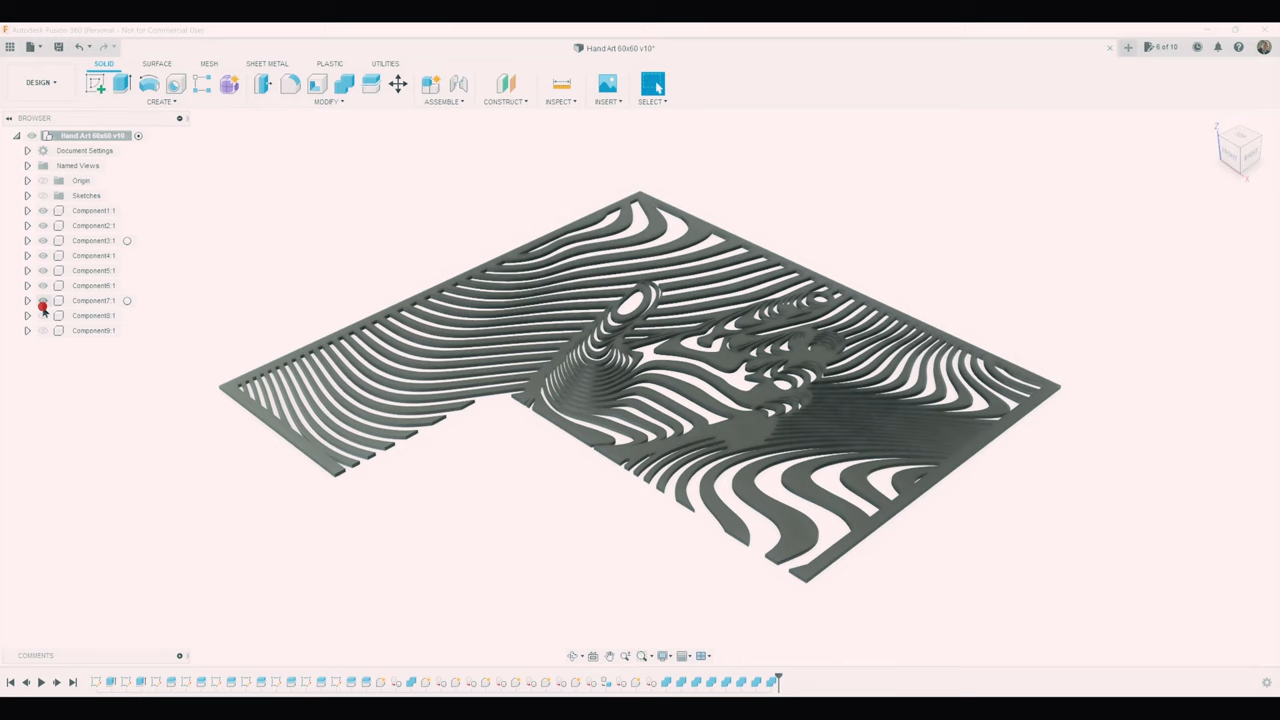 Autodesk Fusion 360 (Personal - Not for Commercial Use)
Hand Art 60x60 v10*
6 of 10
SOLID SURFACE MESH SHEET METAL PLASTIC UTILITIES
DESIGN
CREATE MODIFY ASSEMBLE CONSTRUCT INSPECT INSERT SELECT
BROWSER
Hand Art 60x60 v10
Document Settings
Named Views
Origin
Sketches
Component1:1
Component2:1
Component3:1
Component4:1
Component5:1
Component6:1
Component7:1
Component8:1
Component9:1
Z
X
COMMENTS